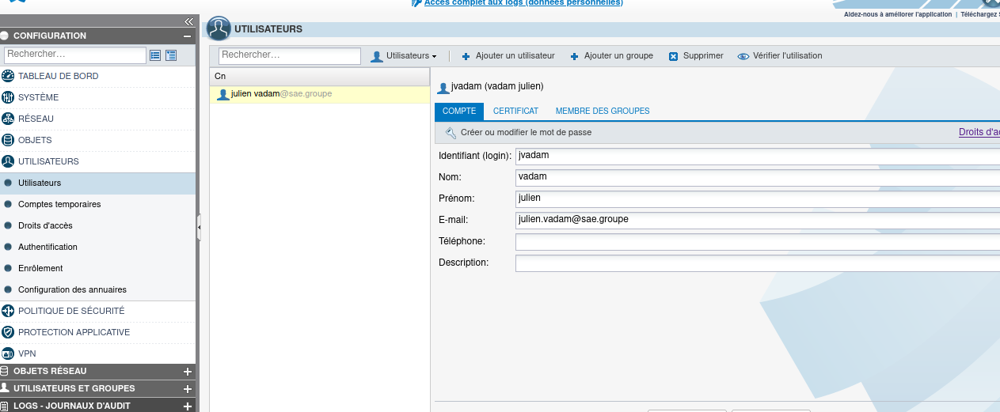 Accès complet aux logs (données personnelles)
Aidez-nous à améliorer l'application | Téléchargez
CONFIGURATION
UTILISATEURS
Rechercher...
Rechercher...
Utilisateurs
Ajouter un utilisateur
Ajouter un groupe
Supprimer
Vérifier l'utilisation
TABLEAU DE BORD
SYSTÈME
RÉSEAU
OBJETS
UTILISATEURS
Utilisateurs
Comptes temporaires
Droits d'accès
Authentification
Enrôlement
Configuration des annuaires
POLITIQUE DE SÉCURITÉ
PROTECTION APPLICATIVE
VPN
OBJETS RÉSEAU
UTILISATEURS ET GROUPES
LOGS - JOURNAUX D'AUDIT
Cn
julien vadam@sae.groupe
jvadam (vadam julien)
COMPTE
CERTIFICAT
MEMBRE DES GROUPES
Créer ou modifier le mot de passe
Droits d'a
Identifiant (login): jvadam
Nom: vadam
Prénom: julien
E-mail: julien.vadam@sae.groupe
Téléphone:
Description: